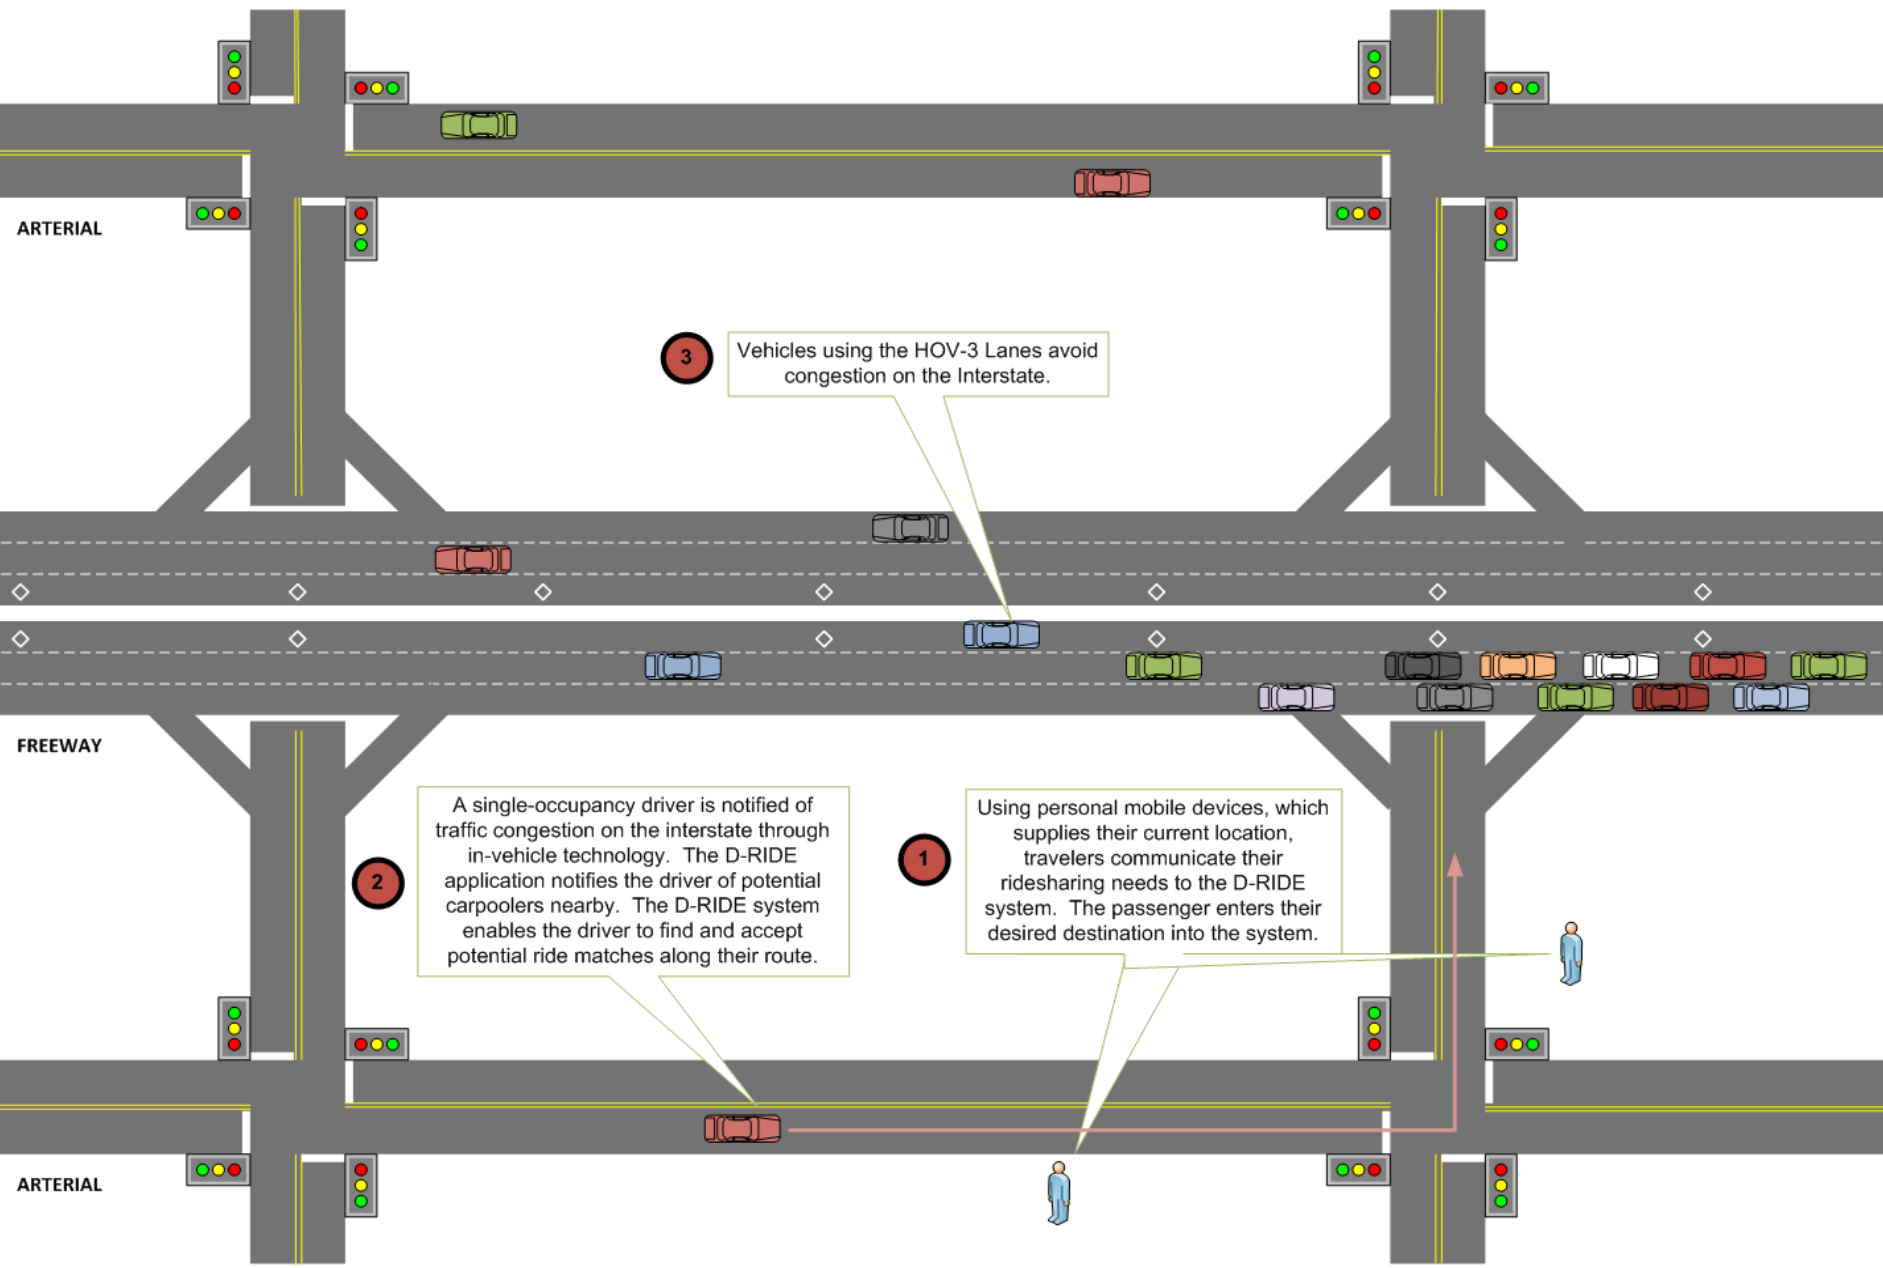 ARTERIAL
3
Vehicles using the HOV-3 Lanes avoid
congestion on the Interstate.
FREEWAY
2
A single-occupancy driver is notified of
traffic congestion on the interstate through
in-vehicle technology.  The D-RIDE
application notifies the driver of potential
carpoolers nearby.  The D-RIDE system
enables the driver to find and accept
potential ride matches along their route.
1
Using personal mobile devices, which
supplies their current location,
travelers communicate their
ridesharing needs to the D-RIDE
system.  The passenger enters their
desired destination into the system.
ARTERIAL